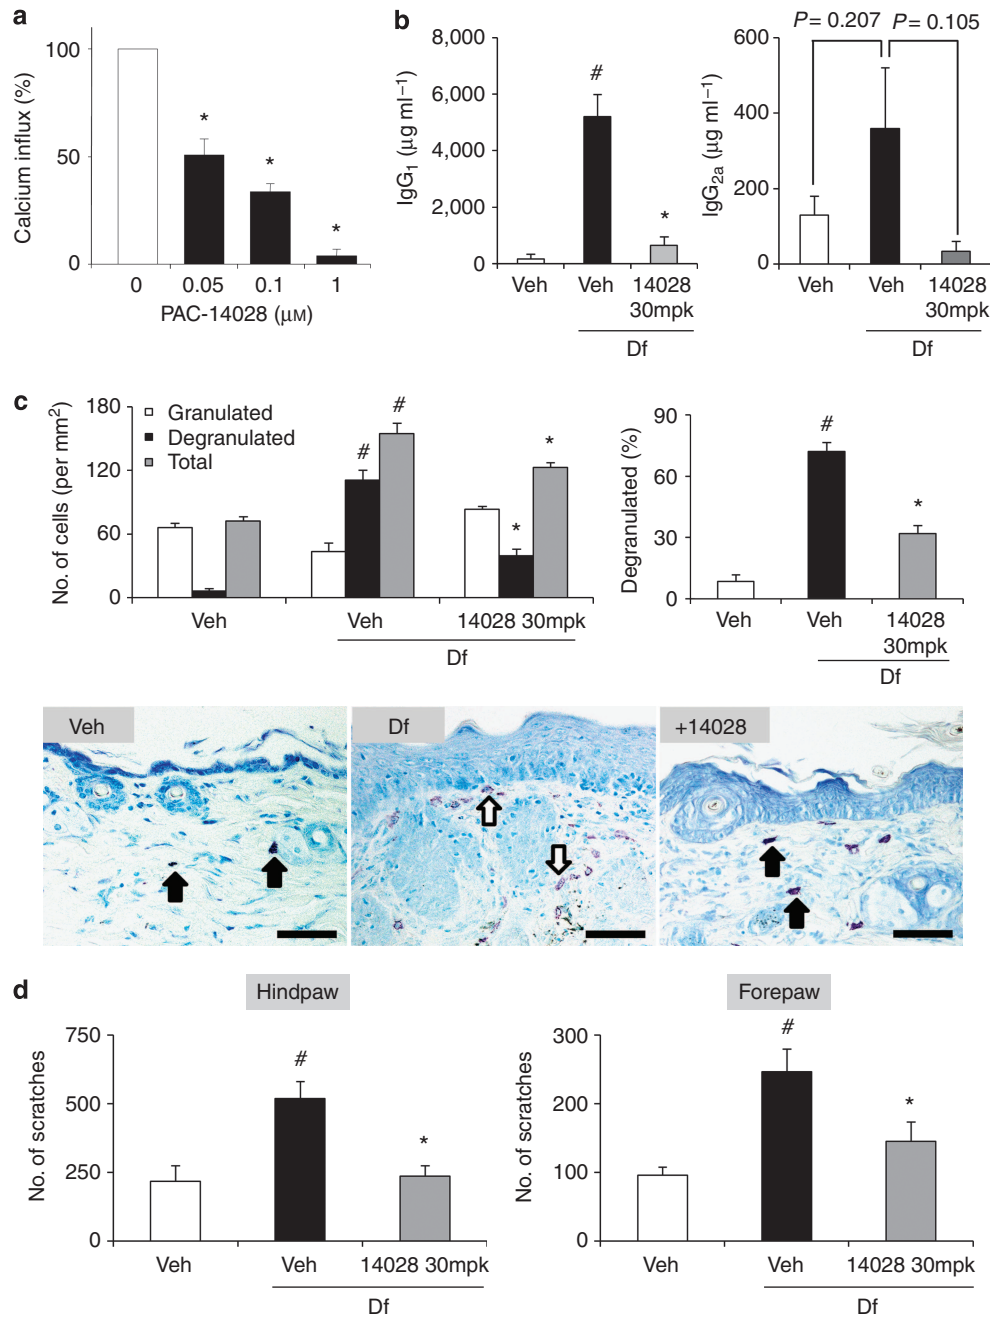 a
Calcium influx (%)
100
50
0
0 0.05 0.1 1
* * *
PAC-14028 (μM)
b
IgG1 (μg ml−1)
8,000
6,000
4,000
2,000
0
#
*
Veh Veh 14028
30mpk
Df
IgG2a (μg ml−1)
600
400
200
0
P = 0.207 P = 0.105
Veh Veh 14028
30mpk
Df
c
No. of cells (per mm2)
180
120
60
0
Granulated
Degranulated
Total
# # * *
Veh Veh 14028 30mpk
Df
Degranulated (%)
90
60
30
0
#
*
Veh Veh 14028
30mpk
Df
Veh Df +14028
d
Hindpaw
No. of scratches
750
500
250
0
#
*
Veh Veh 14028 30mpk
Df
Forepaw
No. of scratches
300
200
100
0
#
*
Veh Veh 14028 30mpk
Df